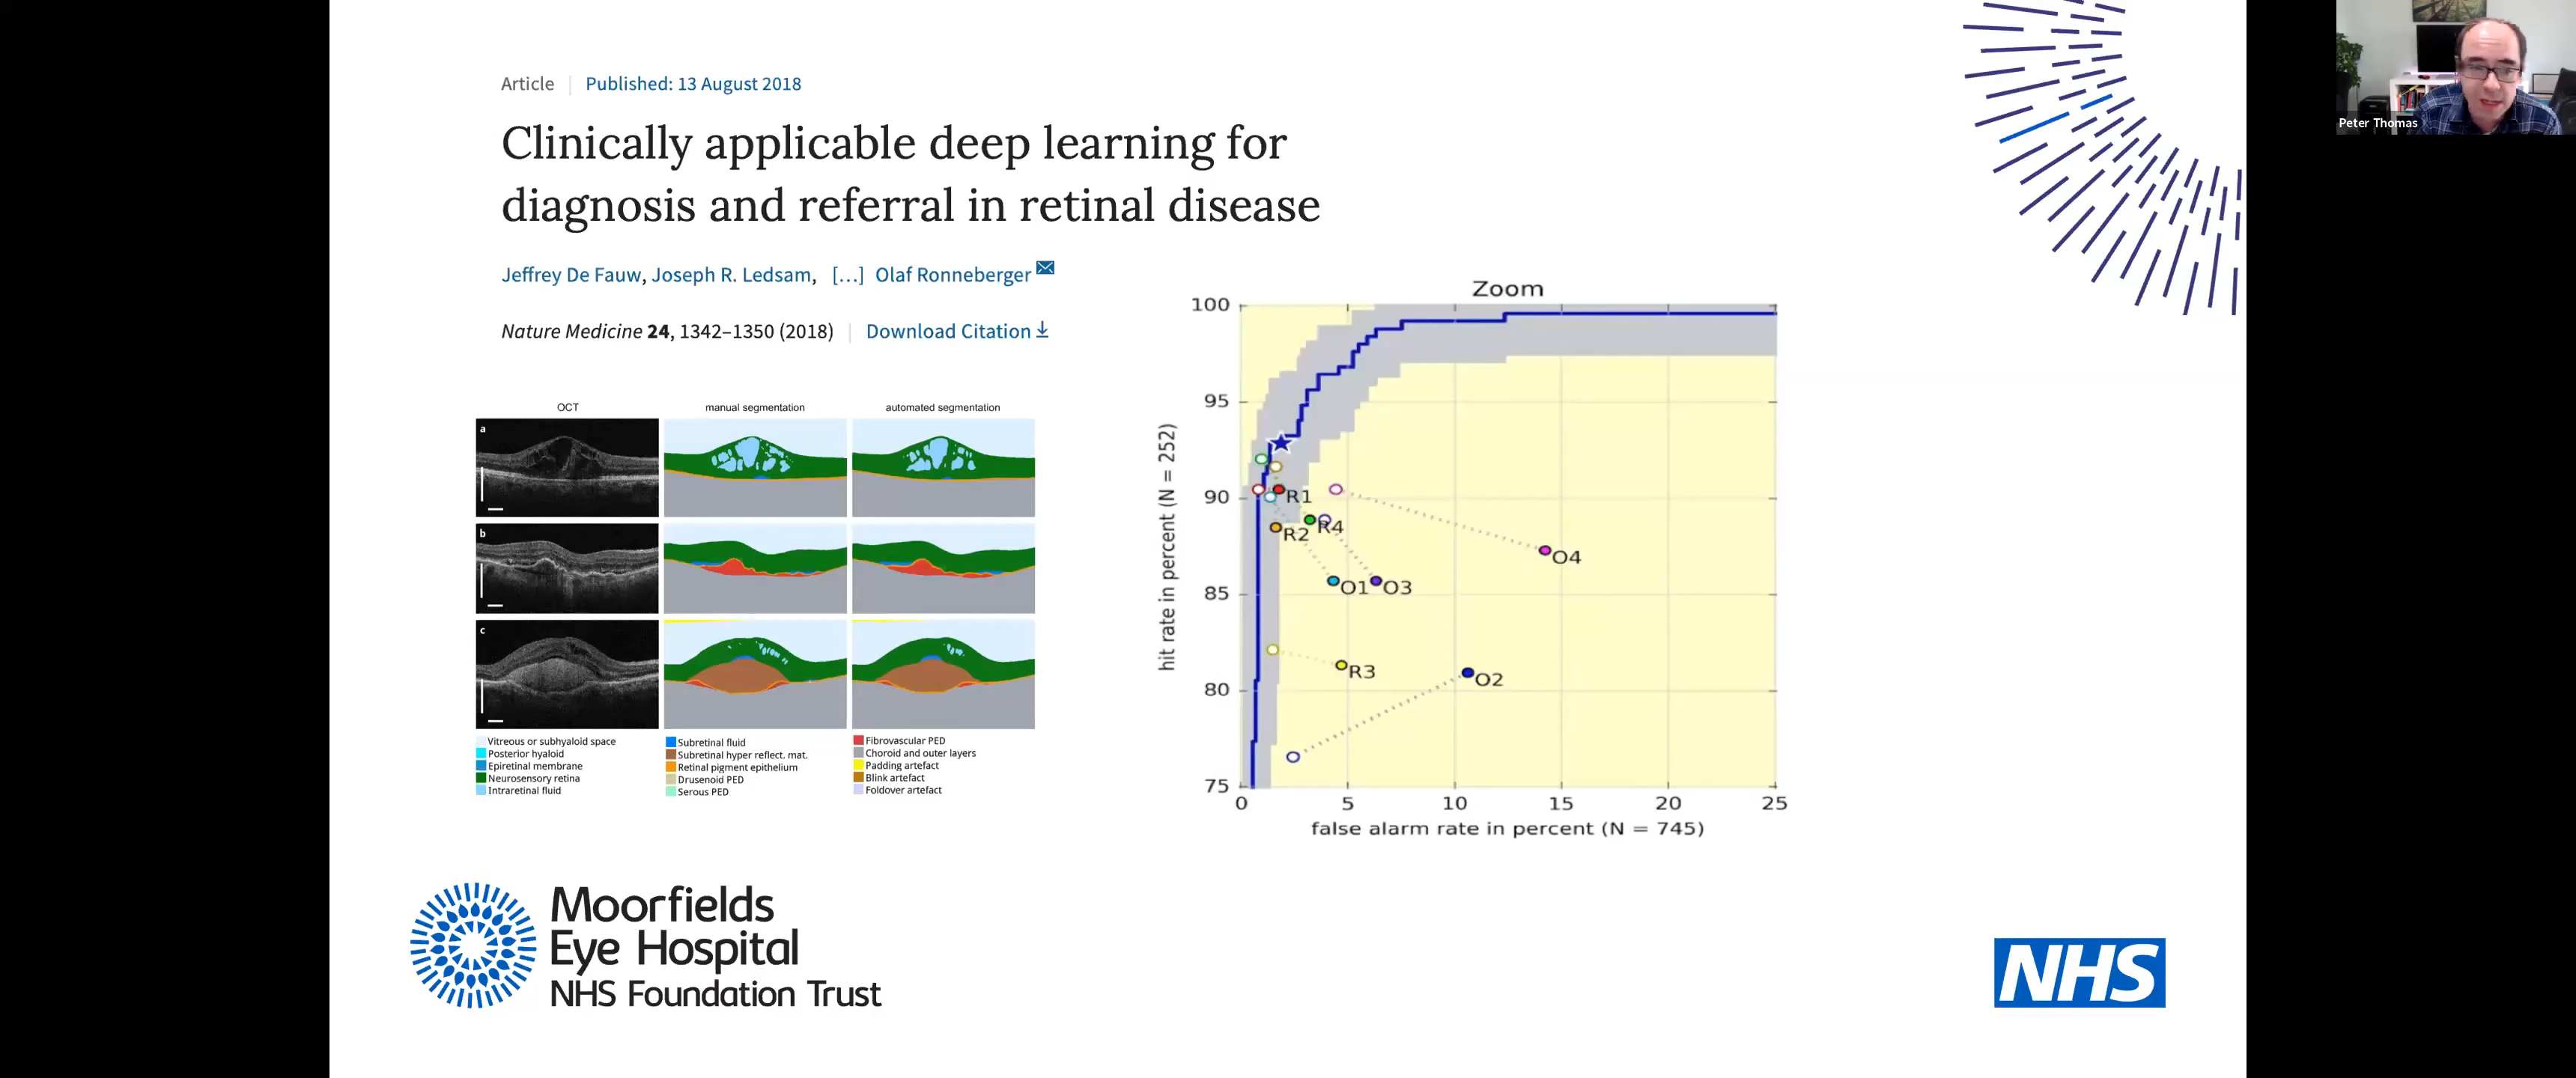 Article | Published: 13 August 2018
Clinically applicable deep learning for
diagnosis and referral in retinal disease
Jeffrey De Fauw, Joseph R. Ledsam, [...] Olaf Ronneberger
Nature Medicine 24, 1342–1350 (2018) | Download Citation
OCT manual segmentation automated segmentation
a
b
c
Vitreous or subhyaloid space
Posterior hyaloid
Epiretinal membrane
Neurosensory retina
Intraretinal fluid
Subretinal fluid
Subretinal hyper reflect. mat.
Retinal pigment epithelium
Drusenoid PED
Serous PED
Fibrovascular PED
Choroid and outer layers
Padding artefact
Blink artefact
Foldover artefact
Zoom
hit rate in percent (N = 252)
100
95
90
85
80
75
R1
R4
R2
O4
O1
O3
R3
O2
0 5 10 15 20 25
false alarm rate in percent (N = 745)
Moorfields
Eye Hospital
NHS Foundation Trust
NHS
Peter Thomas